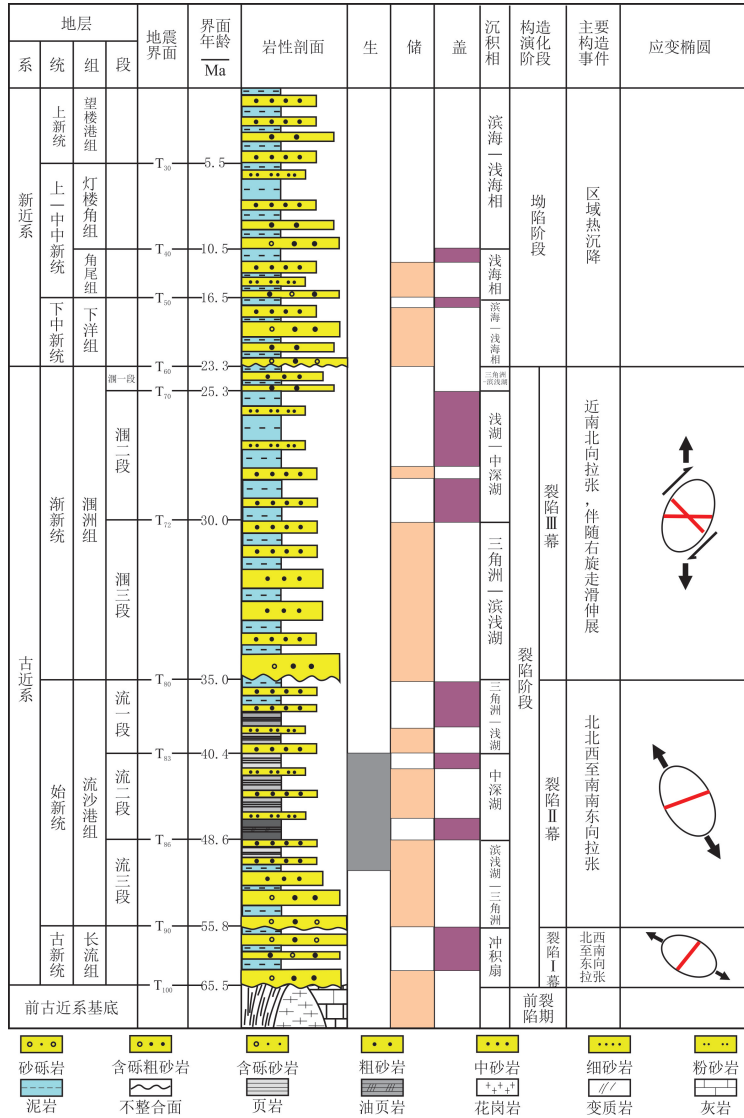 地层
地震界面
界面年龄
Ma
岩性剖面
生
储
盖
沉积相
构造演化阶段
主要构造事件
应变椭圆
系
统
组
段
新近系
古近系
上新统
上—中中新统
下中新统
渐新统
始新统
古新统
望楼港组
灯楼角组
角尾组
下洋组
涠洲组
流沙港组
长流组
涠一段
涠二段
涠三段
流一段
流二段
流三段
前古近系基底
T30
5.5
T40
10.5
T50
16.5
T60
23.3
T70
25.3
T72
30.0
T80
35.0
T83
40.4
T86
48.6
T90
55.8
T100
65.5
滨海—浅海相
浅海相
滨海—浅海相
三角洲
—滨浅湖
浅湖—中深湖
三角洲—滨浅湖
三角洲—浅湖
中深湖
滨浅湖—三角洲
冲积扇
坳陷阶段
裂陷阶段
裂陷Ⅲ幕
裂陷Ⅱ幕
裂陷Ⅰ幕
前裂陷期
区域热沉降
近南北向拉张，伴随右旋走滑伸展
北北西至南南东向拉张
北西至南东向拉张
砂砾岩
含砾粗砂岩
含砾砂岩
粗砂岩
中砂岩
细砂岩
粉砂岩
泥岩
不整合面
页岩
油页岩
花岗岩
变质岩
灰岩